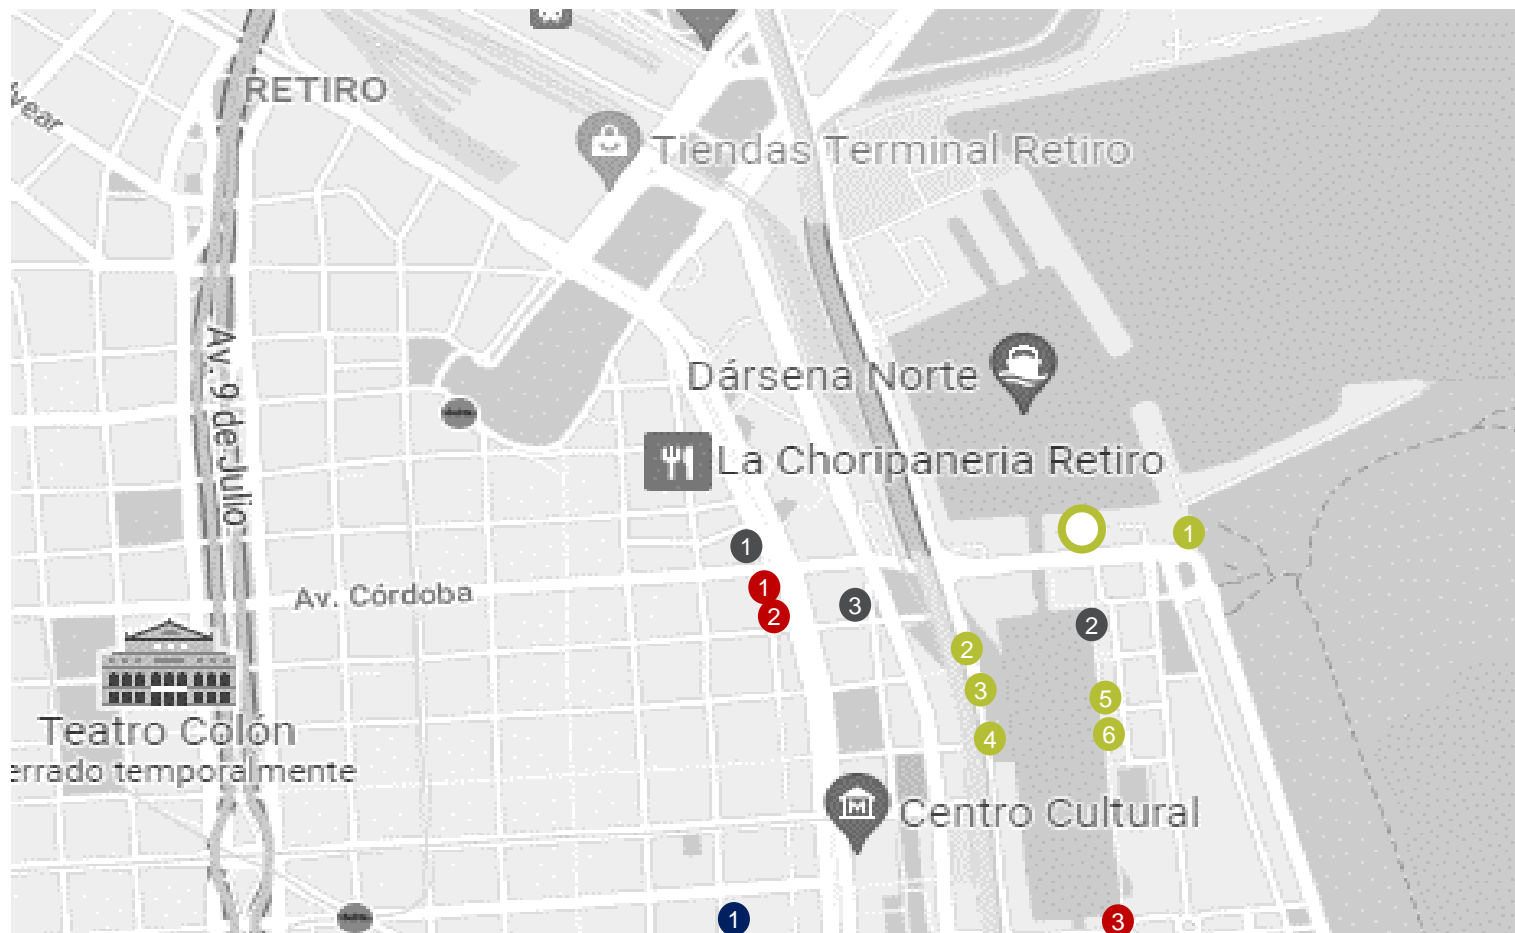 RETIRO
lvear
Tiendas Terminal Retiro
Av. 9 de Julio
Dársena Norte
La Choripaneria Retiro
1
1
1
Av. Córdoba
3
2
2
2
3
5
4
6
Teatro Colón
errado temporalmente
M
Centro Cultural
1
3